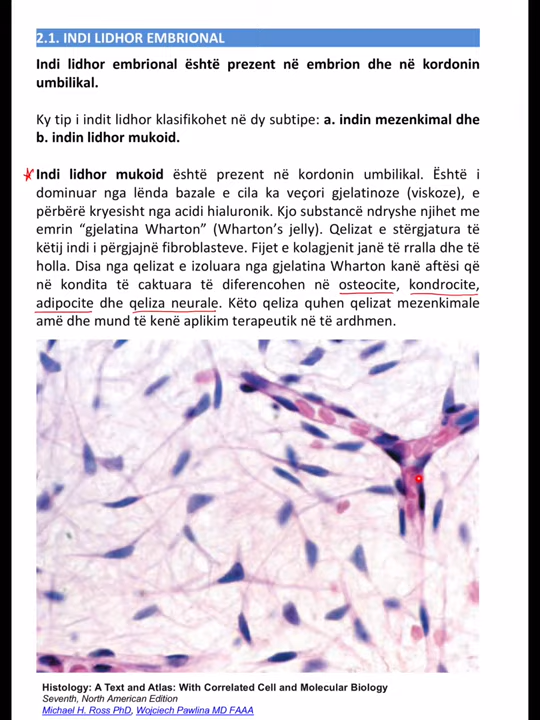 2.1. INDI LIDHOR EMBRIONAL
Indi lidhor embrional është prezent në embrion dhe në kordonin
umbilikal.
Ky tip i indit lidhor klasifikohet në dy subtipe: a. indin mezenkimal dhe
b. indin lidhor mukoid.
Indi lidhor mukoid është prezent në kordonin umbilikal. Është i
dominuar nga lënda bazale e cila ka veçori gjelatinoze (viskoze), e
përbërë kryesisht nga acidi hialuronik. Kjo substancë ndryshe njihet me
emrin “gjelatina Wharton” (Wharton’s jelly). Qelizat e stërgjatura të
këtij indi i përgjajnë fibroblasteve. Fijet e kolagjenit janë të rralla dhe të
holla. Disa nga qelizat e izoluara nga gjelatina Wharton kanë aftësi që
në kondita të caktuara të diferencohen në osteocite, kondrocite,
adipocite dhe qeliza neurale. Këto qeliza quhen qelizat mezenkimale
amë dhe mund të kenë aplikim terapeutik në të ardhmen.
Histology: A Text and Atlas: With Correlated Cell and Molecular Biology
Seventh, North American Edition
Michael H. Ross PhD, Wojciech Pawlina MD FAAA